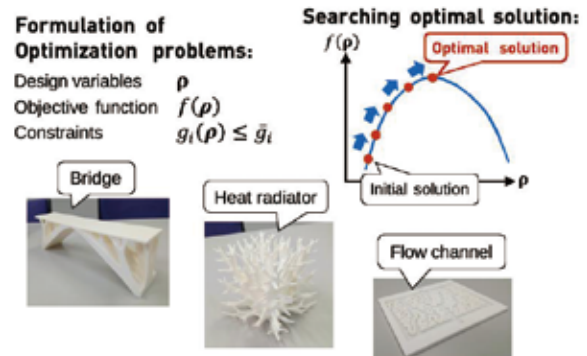 Formulation of
Optimization problems:
Design variables ρ
Objective function f(ρ)
Constraints gᵢ(ρ) ≤ ḡᵢ
Searching optimal solution:
f(ρ)
Optimal solution
Initial solution
ρ
Bridge
Heat radiator
Flow channel